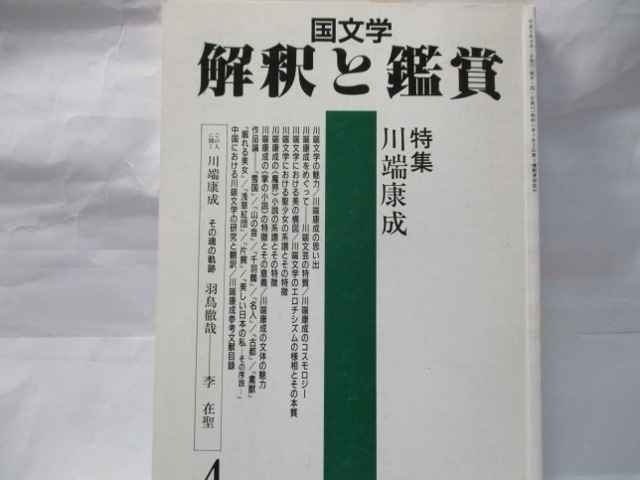 国文学
解釈と鑑賞
特集
川端康成
川端文学の魅力/川端康成の思い出
川端康成をめぐって――川端文芸の特質/川端康成のコスモロジー
川端文学における美の構図/川端文学のエロチシズムの様相とその本質
川端文学における聖少女の系譜とその特徴
川端康成の〈魔界〉小説の系譜とその特徴
川端康成の〈掌の小説〉の特徴とその意義/川端康成の文体の魅力
作品論――「雪国」/「山の音」/「千羽鶴」/「名人」/「古都」/「禽獣」
「眠れる美女」/「浅草紅団」/「片腕」/「美しい日本の私―その序説―」
中国における川端文学の研究と翻訳/川端康成参考文献目録
この人に聞く
川端康成
その魂の軌跡
羽鳥徹哉――李 在聖
4